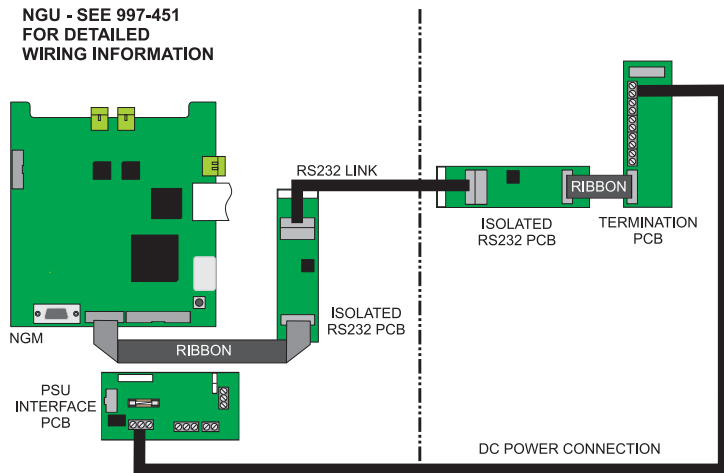 NGU - SEE 997-451
FOR DETAILED
WIRING INFORMATION
RS232 LINK
RIBBON
ISOLATED
RS232 PCB
TERMINATION
PCB
ISOLATED
RS232 PCB
NGM
RIBBON
PSU
INTERFACE
PCB
DC POWER CONNECTION